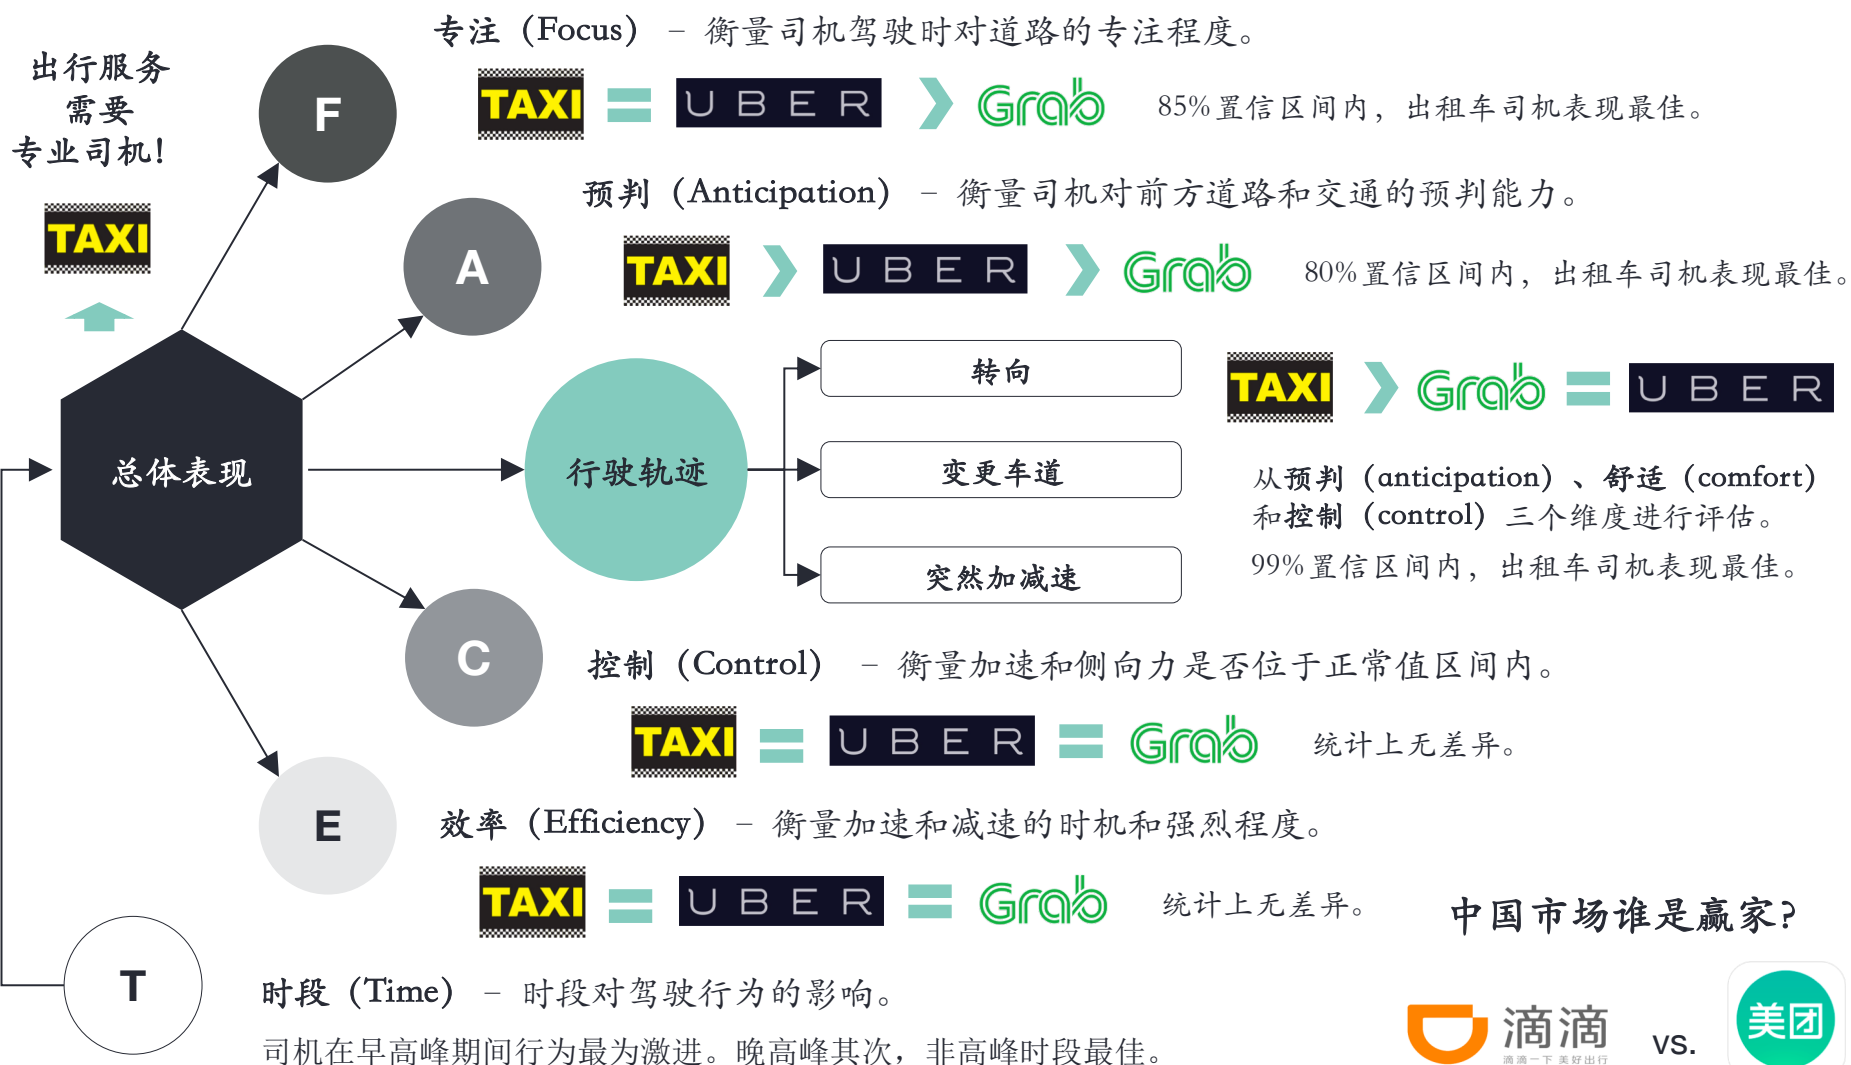 出行服务
需要
专业司机！
TAXI
F
专注（Focus） – 衡量司机驾驶时对道路的专注程度。
TAXI UBER Grab 85%置信区间内，出租车司机表现最佳。
A
预判（Anticipation） – 衡量司机对前方道路和交通的预判能力。
TAXI UBER Grab 80%置信区间内，出租车司机表现最佳。
总体表现
行驶轨迹
转向
变更车道
突然加减速
TAXI Grab UBER
从预判（anticipation）、舒适（comfort）
和控制（control）三个维度进行评估。
99%置信区间内，出租车司机表现最佳。
C
控制（Control） – 衡量加速和侧向力是否位于正常值区间内。
TAXI UBER Grab 统计上无差异。
E
效率（Efficiency） – 衡量加速和减速的时机和强烈程度。
TAXI UBER Grab 统计上无差异。
T
时段（Time） – 时段对驾驶行为的影响。
司机在早高峰期间行为最为激进。晚高峰其次，非高峰时段最佳。
中国市场谁是赢家?
滴滴 vs. 美团
滴滴一下 美好出行